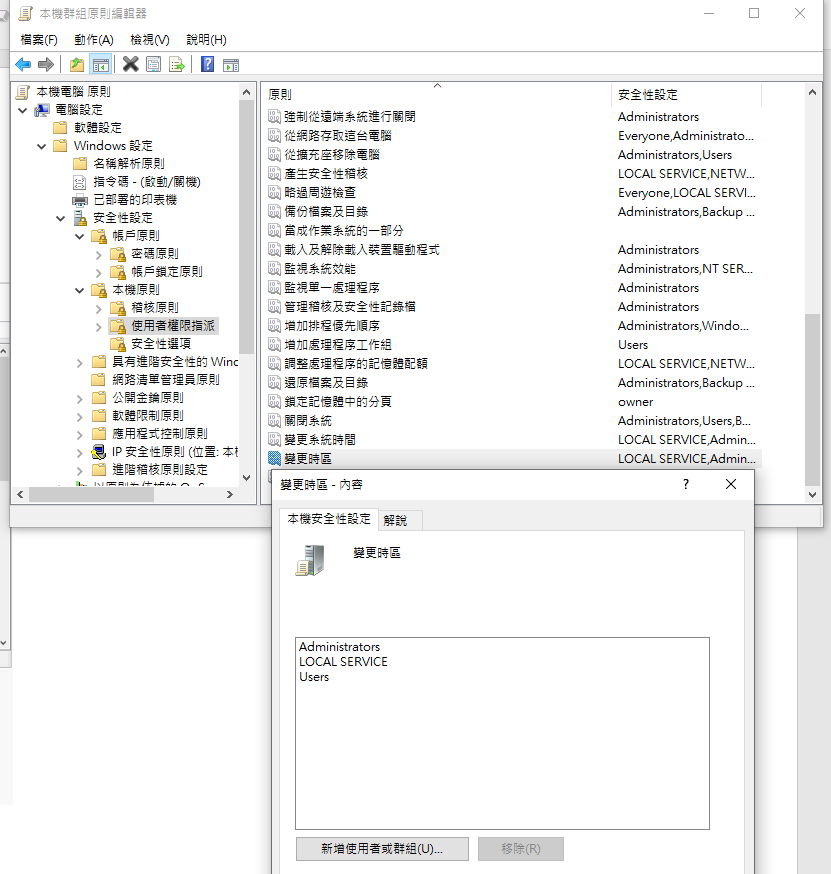 本機群組原則編輯器
檔案(F) 動作(A) 檢視(V) 說明(H)
本機電腦 原則
電腦設定
軟體設定
Windows 設定
名稱解析原則
指令碼 - (啟動/關機)
已部署的印表機
安全性設定
帳戶原則
密碼原則
帳戶鎖定原則
本機原則
稽核原則
使用者權限指派
安全性選項
具有進階安全性的 Winc
網路清單管理員原則
公開金鑰原則
軟體限制原則
應用程式控制原則
IP 安全性原則 (位置: 本機
進階稽核原則設定
原則 安全性設定
強制從遠端系統進行關閉 Administrators
從網路存取這台電腦 Everyone,Administrato...
從擴充座移除電腦 Administrators,Users
產生安全性稽核 LOCAL SERVICE,NETW...
略過周遊檢查 Everyone,LOCAL SERVI...
備份檔案及目錄 Administrators,Backup ...
當成作業系統的一部分
載入及解除載入裝置驅動程式 Administrators
監視系統效能 Administrators,NT SER...
監視單一處理程序 Administrators
管理稽核及安全性記錄檔 Administrators
增加排程優先順序 Administrators,Windo...
增加處理程序工作組 Users
調整處理程序的記憶體配額 LOCAL SERVICE,NETW...
還原檔案及目錄 Administrators,Backup ...
鎖定記憶體中的分頁 owner
關閉系統 Administrators,Users,B...
變更系統時間 LOCAL SERVICE,Admin...
變更時區 LOCAL SERVICE,Admin...
變更時區 - 內容
本機安全性設定 解說
變更時區
Administrators
LOCAL SERVICE
Users
新增使用者或群組(U)... 移除(R)